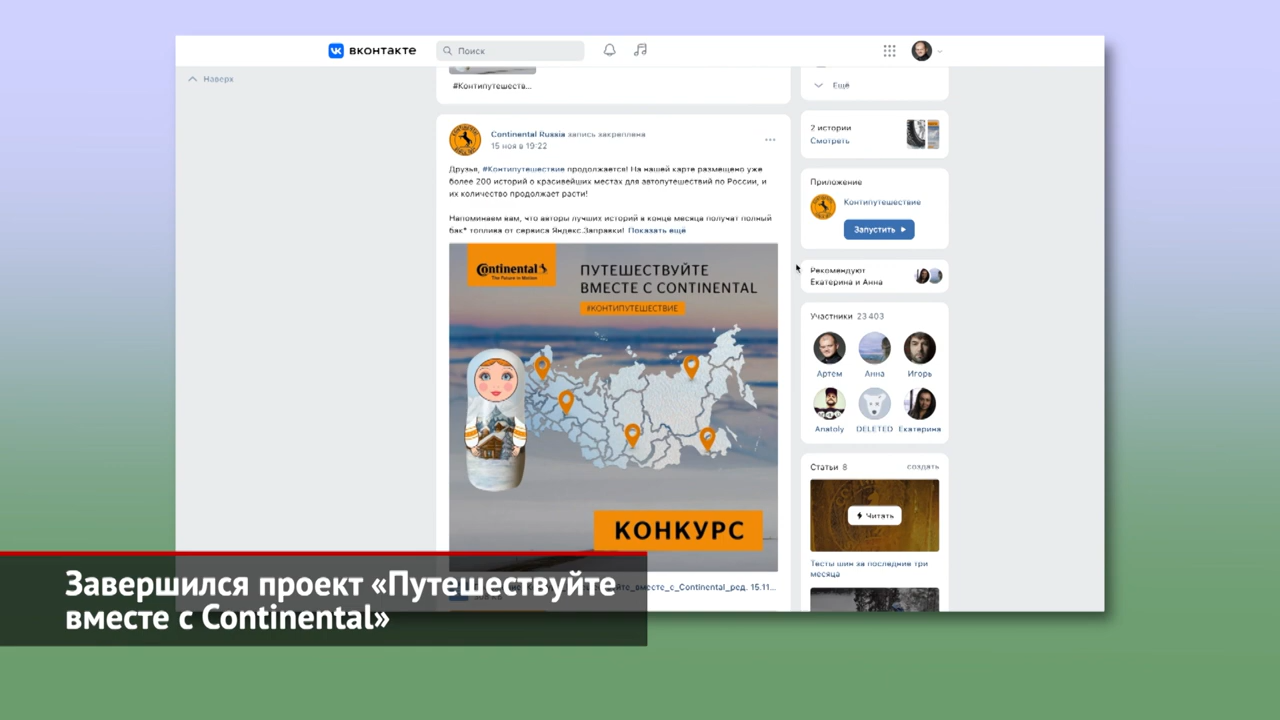 вконтакте
Поиск
Наверх
#Контипутешеств...
Ещё
Continental Russia запись закреплена
15 ноя в 19:22
Друзья, #Контипутешествие продолжается! На нашей карте размещено уже
более 200 историй о красивейших местах для автопутешествий по России, и
их количество продолжает расти!
Напоминаем вам, что авторы лучших историй в конце месяца получат полный
бак* топлива от сервиса Яндекс.Заправки! Показать ещё
Continental
The Future in Motion
ПУТЕШЕСТВУЙТЕ
ВМЕСТЕ С CONTINENTAL
#КОНТИПУТЕШЕСТВИЕ
КОНКУРС
йте_вместе_с_Continental_ред. 15.11...
2 истории
Смотреть
Приложение
Контипутешествие
Запустить
Рекомендуют
Екатерина и Анна
Участники 23 403
Артем Анна Игорь
Anatoly DELETED Екатерина
Статьи 8 создать
Читать
Тесты шин за последние три
месяца
Завершился проект «Путешествуйте
вместе с Continental»